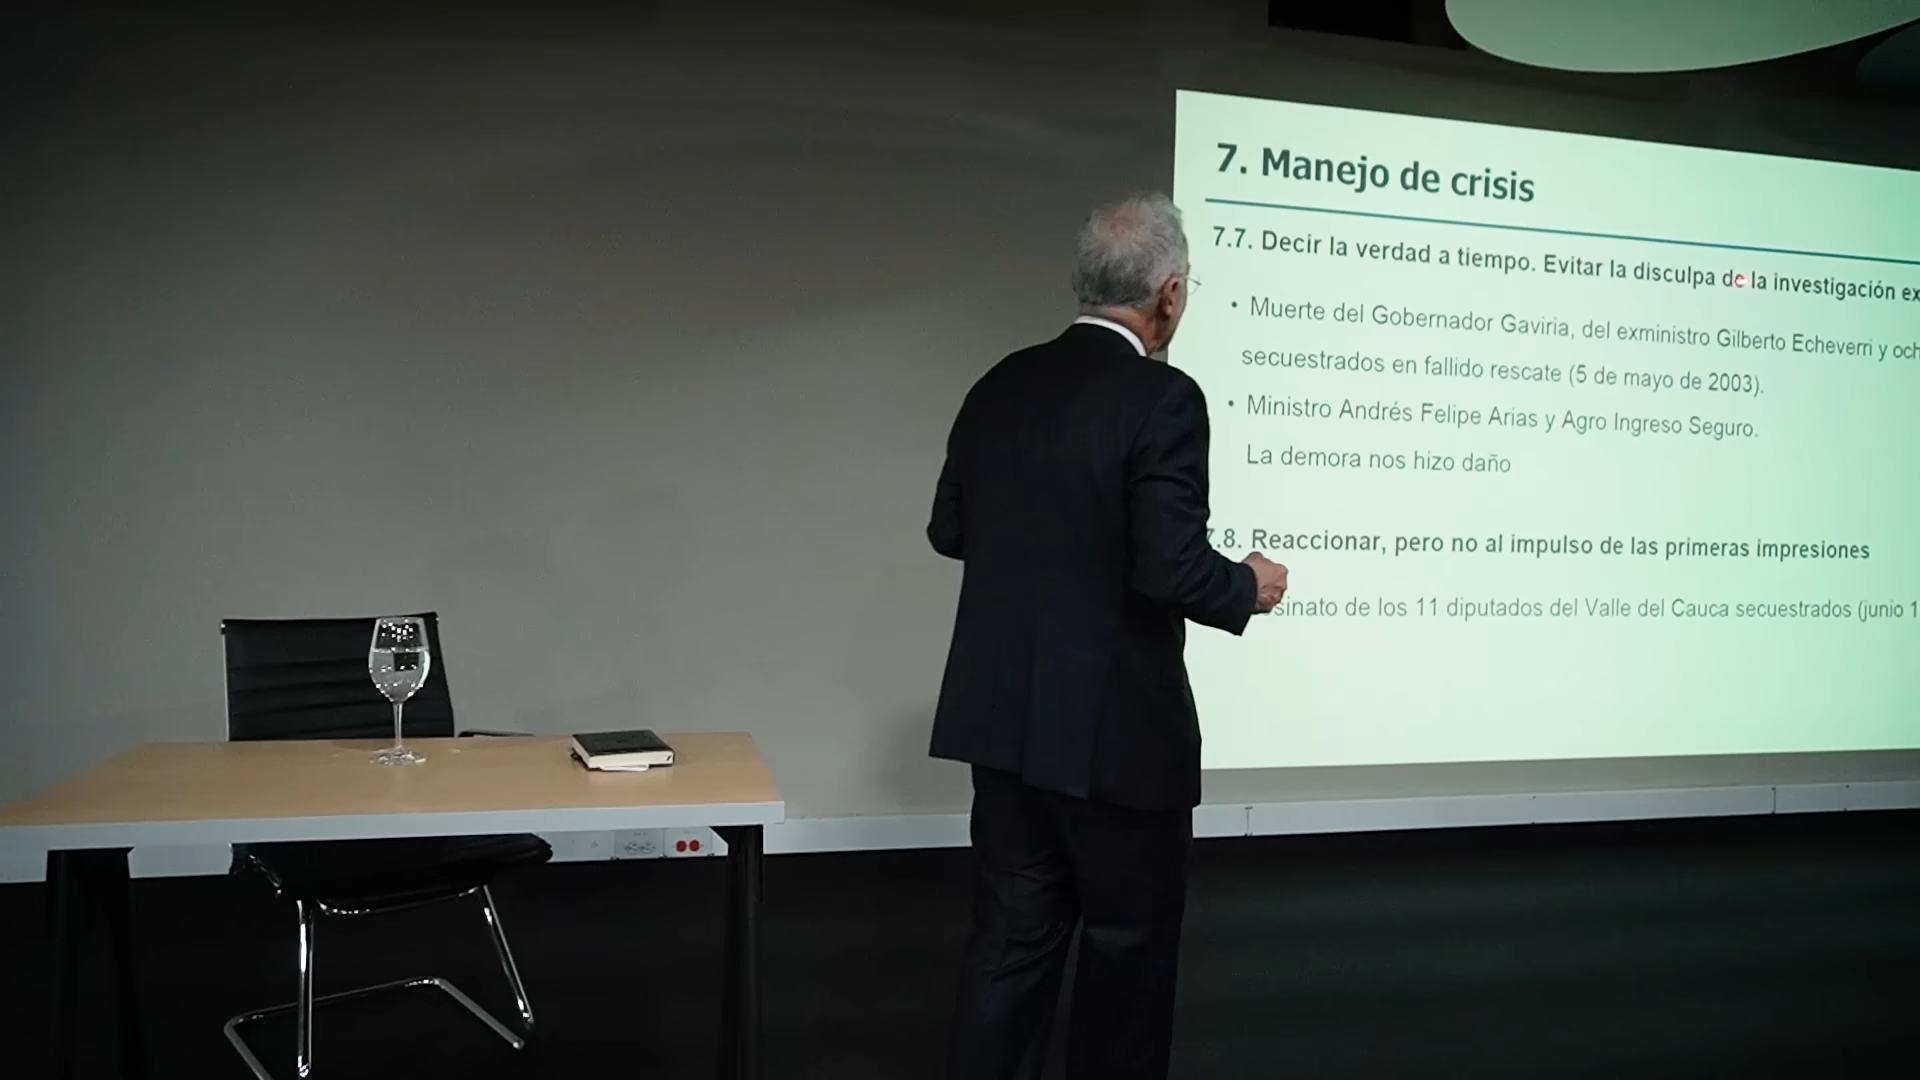 7. Manejo de crisis
7.7. Decir la verdad a tiempo. Evitar la disculpa de la investigación
• Muerte del Gobernador Gaviria, del exministro Gilberto Echeverri y
secuestrados en fallido rescate (5 de mayo de 2003).
• Ministro Andrés Felipe Arias y Agro Ingreso Seguro.
La demora nos hizo daño
7.8. Reaccionar, pero no al impulso de las primeras impresiones
de los 11 diputados del Valle del Cauca secuestrados (junio